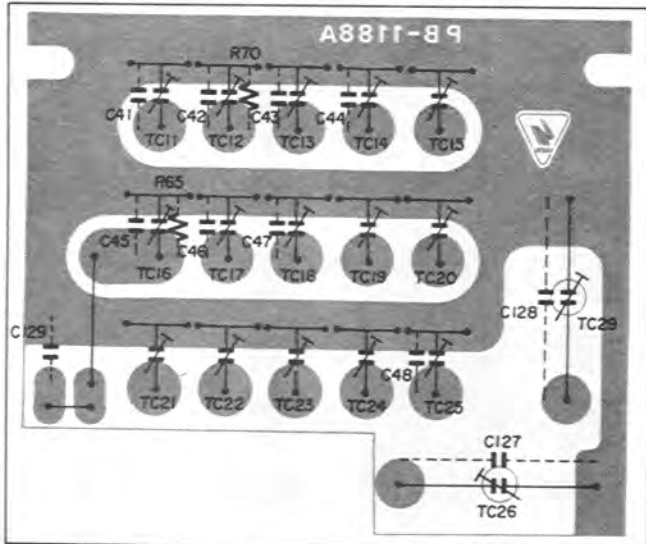 PB-1188A
R70
C41 C42 C43 C44
TC11 TC12 TC13 TC14 TC15
R65
C45 C46 C47
TC16 TC17 TC18 TC19 TC20
C128 TC29
C129
C48
TC21 TC22 TC23 TC24 TC25
C127
TC26